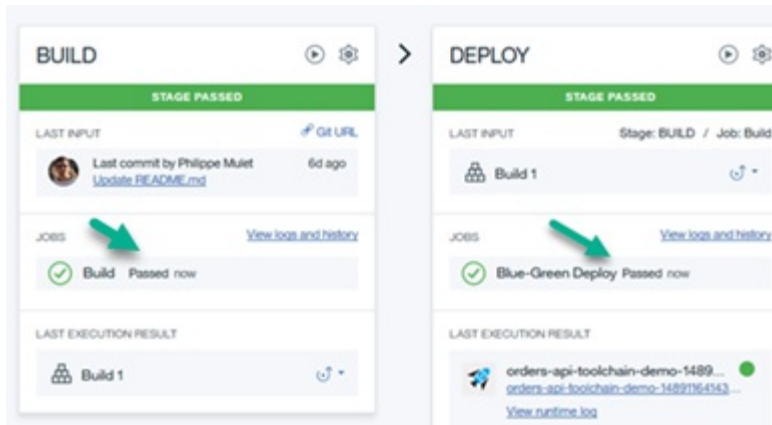 BUILD
STAGE PASSED
LAST INPUT
Git URL
Last commit by Philippe Mulet
6d ago
Update README.md
JOBS
View logs and history
Build Passed now
LAST EXECUTION RESULT
Build 1
DEPLOY
STAGE PASSED
LAST INPUT
Stage: BUILD / Job: Build
Build 1
JOBS
View logs and history
Blue-Green Deploy Passed now
LAST EXECUTION RESULT
orders-api-toolchain-demo-1489...
orders-api-toolchain-demo-14891164143...
View runtime log